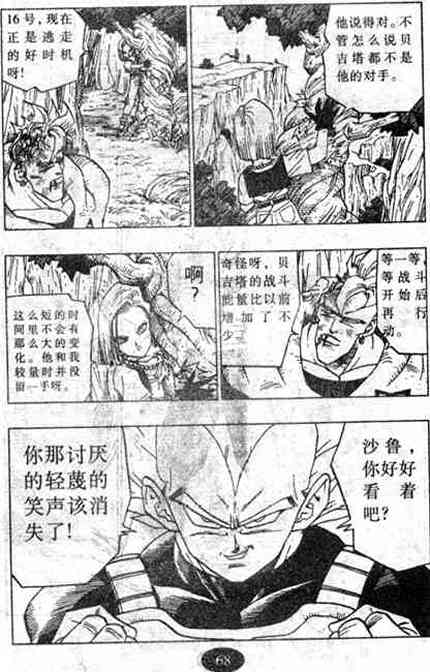 他说得对。不
管怎么说贝
吉塔都不是
他的对手。
16号,现在
正是逃走
的好时机
呀!
等一等,
等战斗
开始后
再行
动。
奇怪呀,贝
吉塔的战斗
能量比以前
增加了不
少。
啊?
这么短的时
间里不会有
那么大的变
化。他和我
较量时并没
留一手呀。
沙鲁,
你好好
看着
吧?
你那讨厌
的轻蔑的
笑声该消
失了!
68